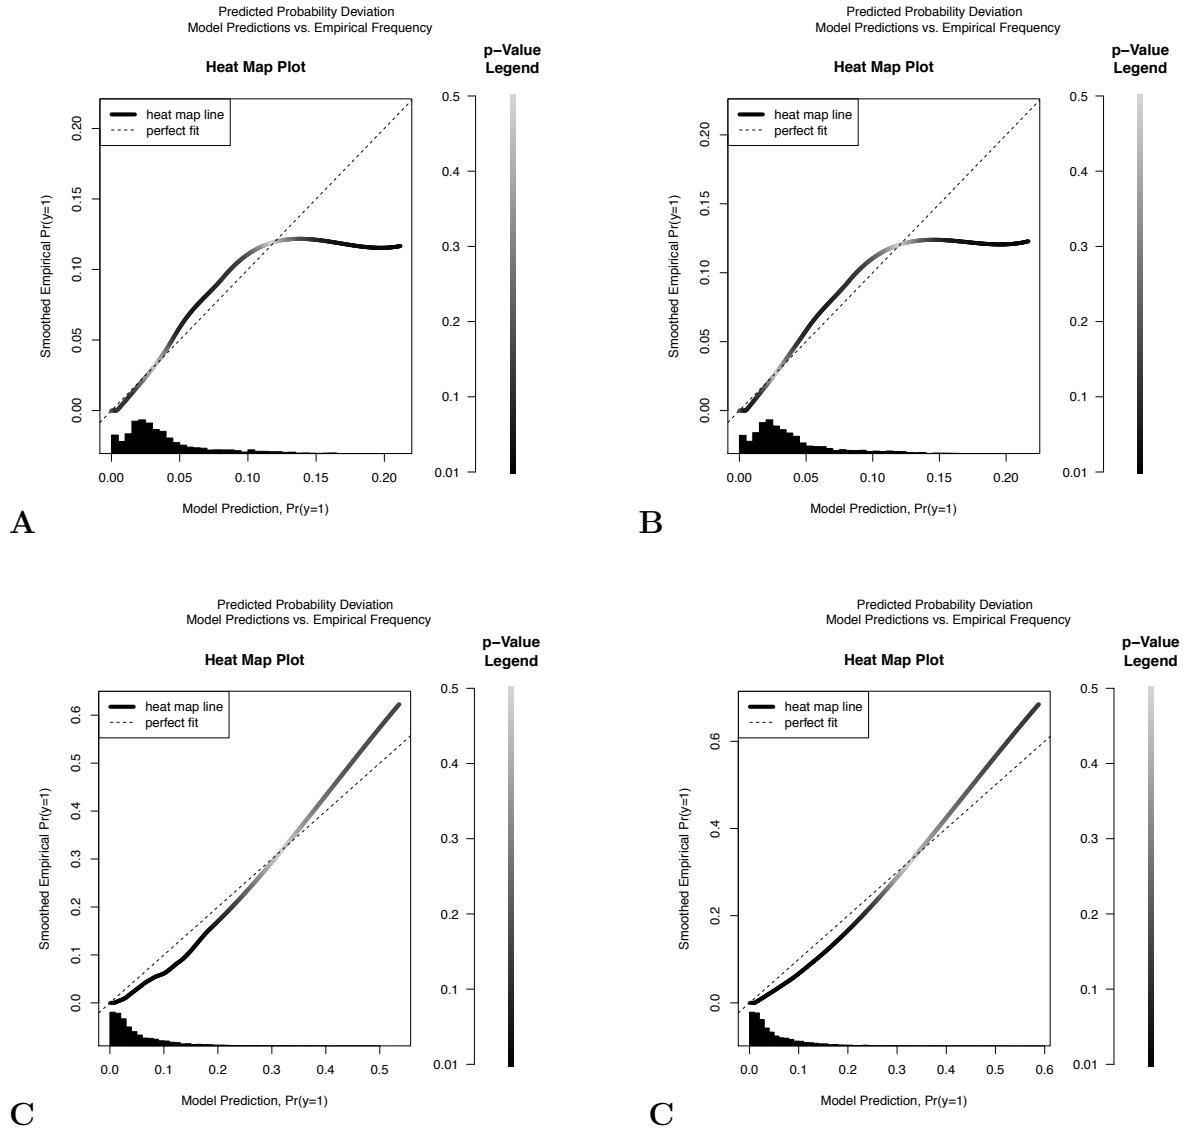 Predicted Probability Deviation
Model Predictions vs. Empirical Frequency
Heat Map Plot
p−Value
Legend
heat map line
perfect fit
Smoothed Empirical Pr(y=1)
0.20
0.15
0.10
0.05
0.00
0.00 0.05 0.10 0.15 0.20
Model Prediction, Pr(y=1)
0.5
0.4
0.3
0.2
0.1
0.01
A
Predicted Probability Deviation
Model Predictions vs. Empirical Frequency
Heat Map Plot
p−Value
Legend
heat map line
perfect fit
Smoothed Empirical Pr(y=1)
0.20
0.15
0.10
0.05
0.00
0.00 0.05 0.10 0.15 0.20
Model Prediction, Pr(y=1)
0.5
0.4
0.3
0.2
0.1
0.01
B
Predicted Probability Deviation
Model Predictions vs. Empirical Frequency
Heat Map Plot
p−Value
Legend
heat map line
perfect fit
Smoothed Empirical Pr(y=1)
0.6
0.5
0.4
0.3
0.2
0.1
0.0
0.0 0.1 0.2 0.3 0.4 0.5
Model Prediction, Pr(y=1)
0.5
0.4
0.3
0.2
0.1
0.01
C
Predicted Probability Deviation
Model Predictions vs. Empirical Frequency
Heat Map Plot
p−Value
Legend
heat map line
perfect fit
Smoothed Empirical Pr(y=1)
0.6
0.4
0.2
0.0
0.0 0.1 0.2 0.3 0.4 0.5 0.6
Model Prediction, Pr(y=1)
0.5
0.4
0.3
0.2
0.1
0.01
C